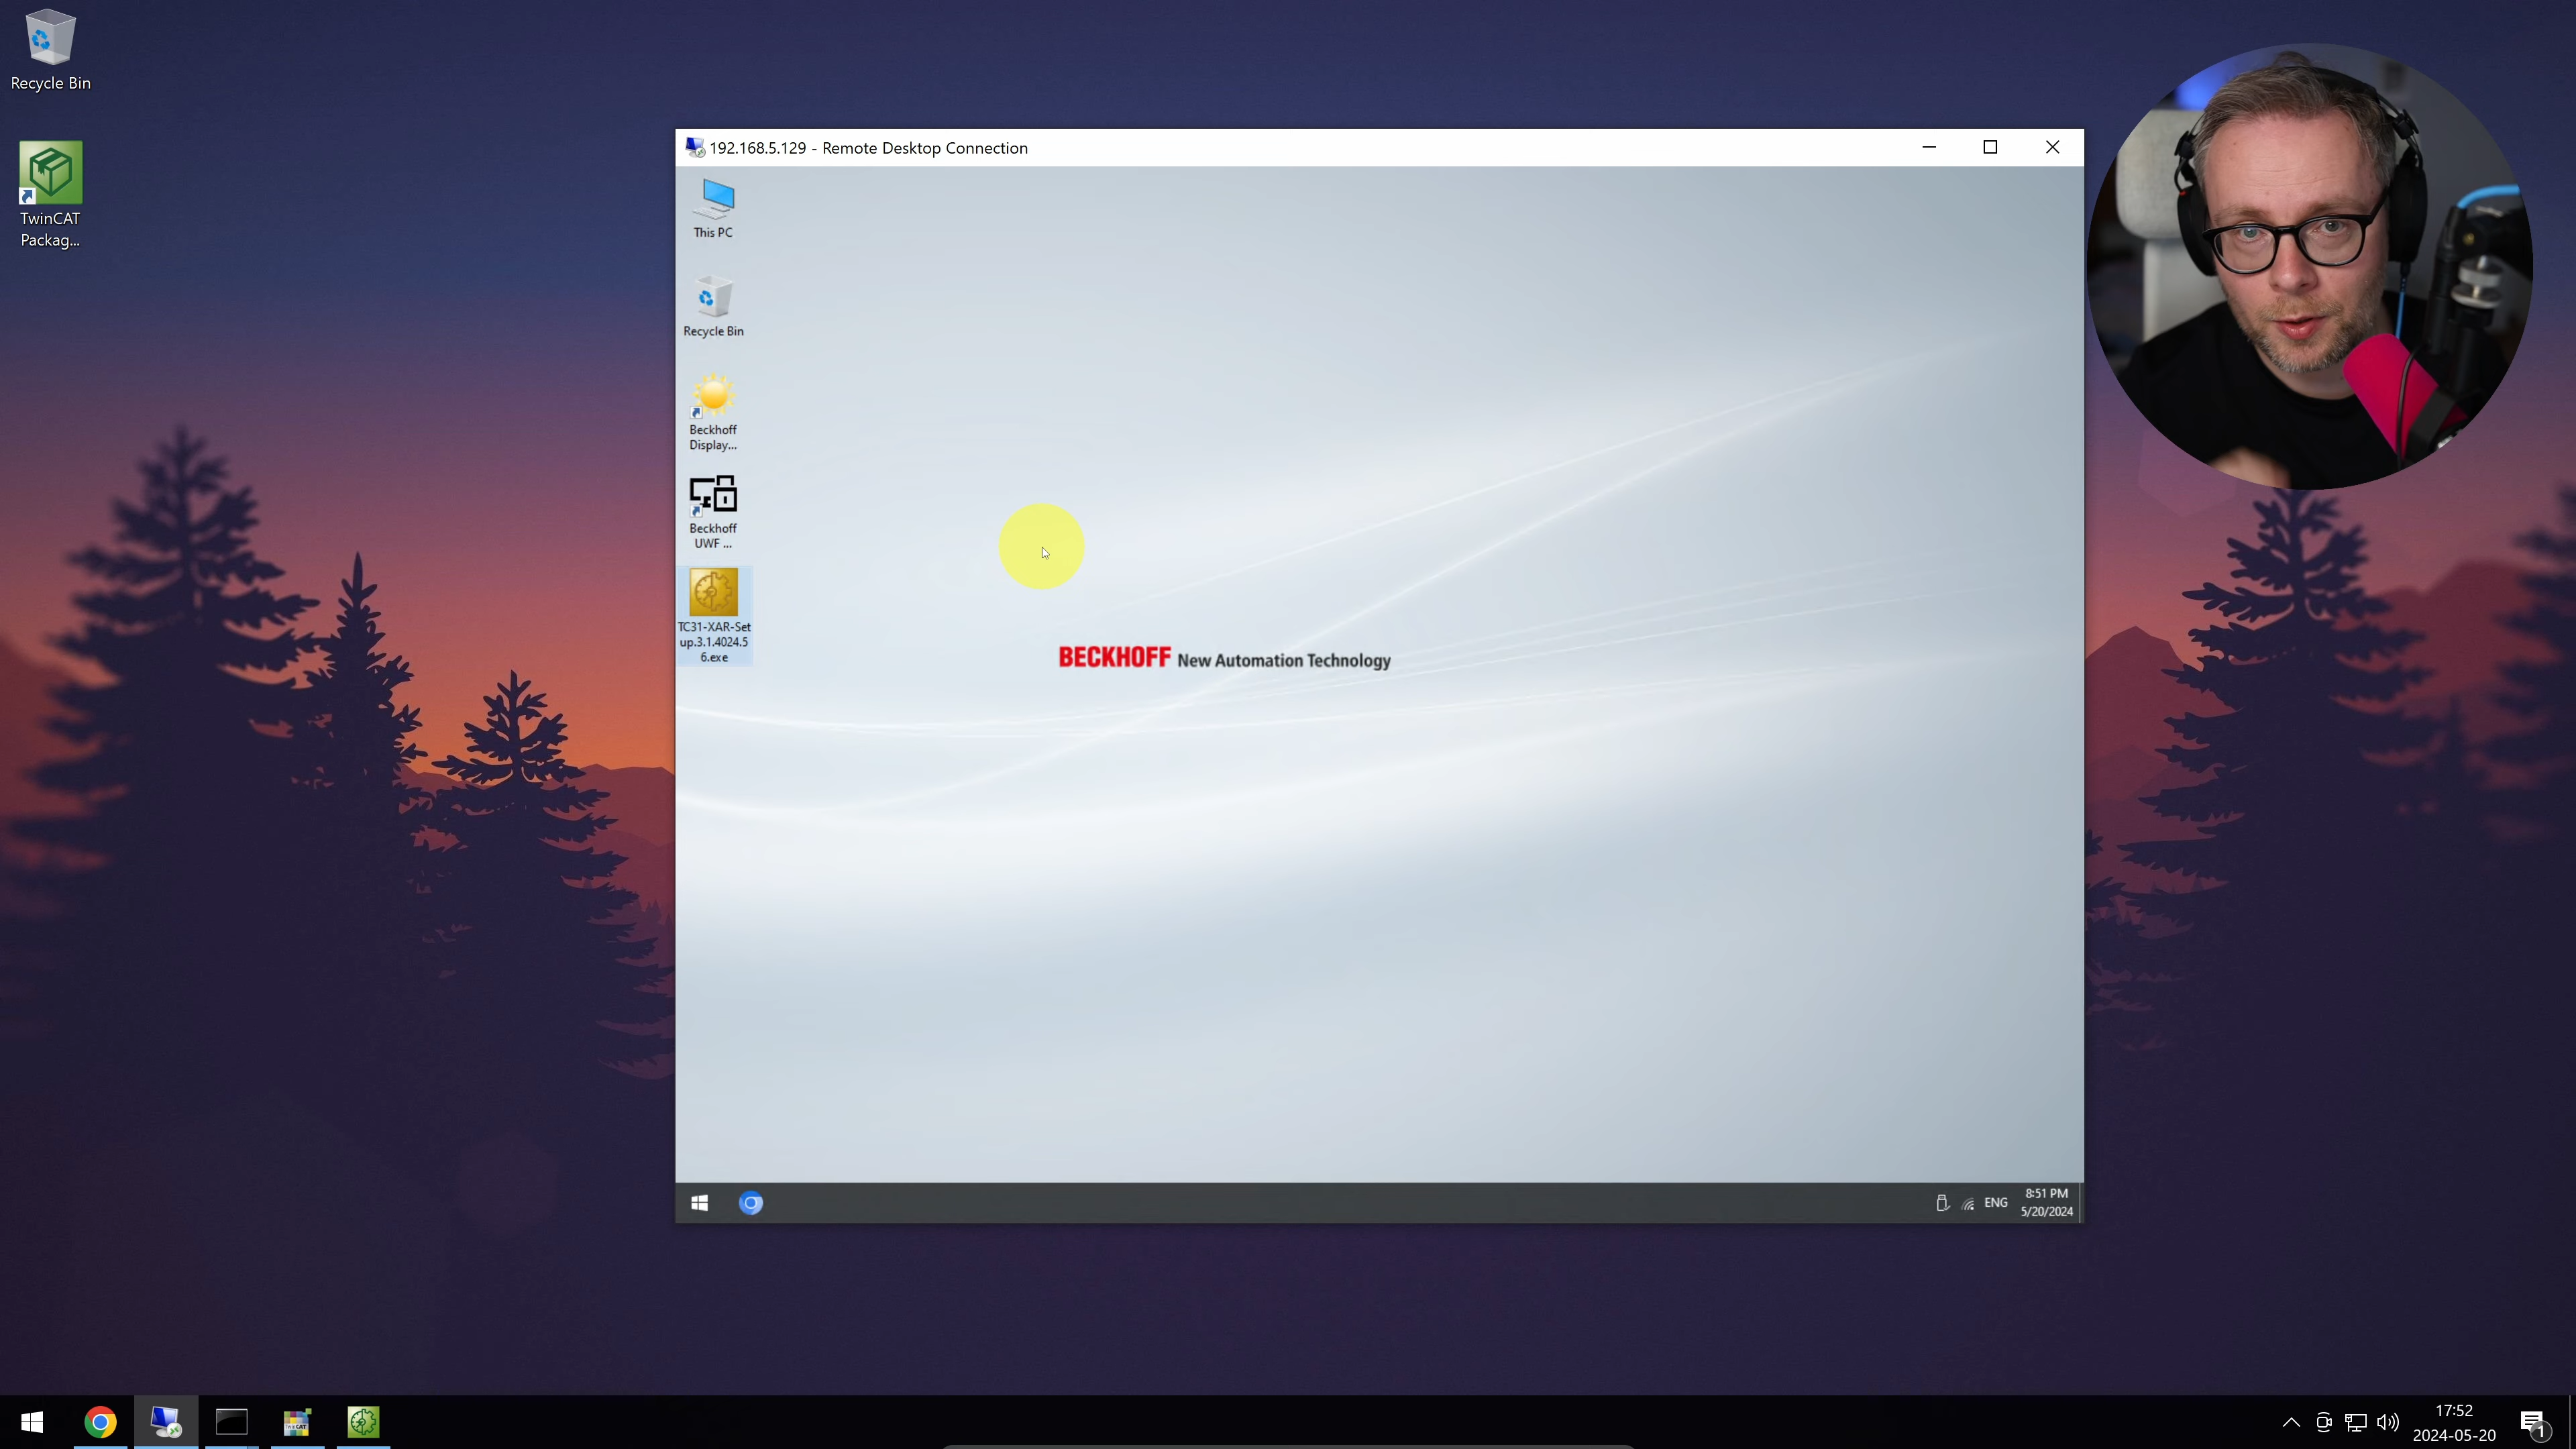 Recycle Bin
TwinCAT
Packag...
192.168.5.129 - Remote Desktop Connection
This PC
Recycle Bin
Beckhoff
Display...
Beckhoff
UWF ...
TC31-XAR-Set
up.3.1.4024.5
6.exe
BECKHOFF New Automation Technology
ENG
8:51 PM
5/20/2024
TwinCAT
17:52
2024-05-20
1